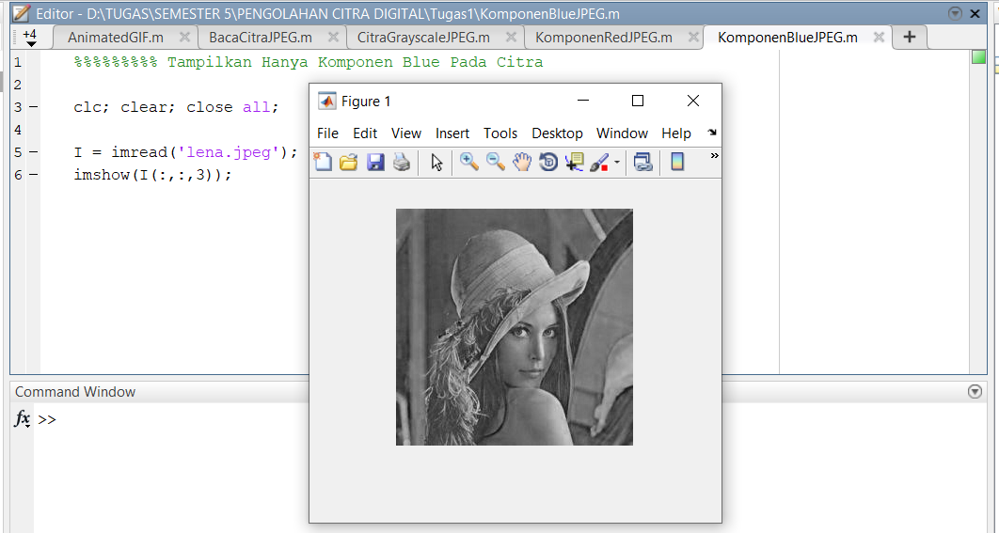 Editor - D:\TUGAS\SEMESTER 5\PENGOLAHAN CITRA DIGITAL\Tugas1\KomponenBlueJPEG.m
+4 AnimatedGIF.m BacaCitraJPEG.m CitraGrayscaleJPEG.m KomponenRedJPEG.m KomponenBlueJPEG.m
1 %%%%%%%%% Tampilkan Hanya Komponen Blue Pada Citra
2
3 clc; clear; close all;
4
5 I = imread('lena.jpeg');
6 imshow(I(:,:,3));
Figure 1
File Edit View Insert Tools Desktop Window Help
Command Window
fx >>